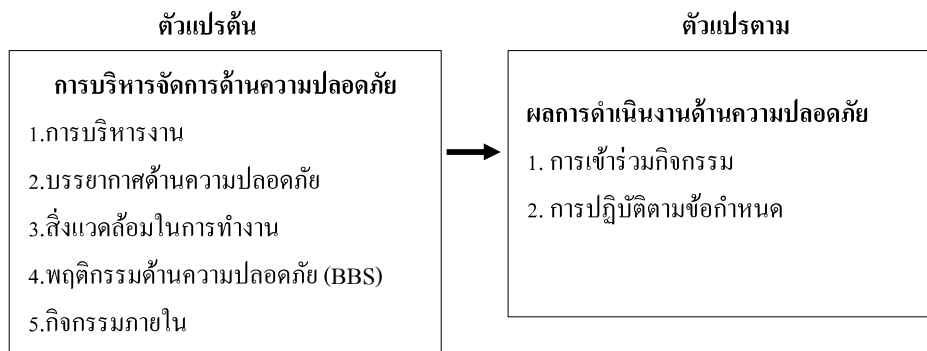 ตัวแปรต้น
การบริหารจัดการด้านความปลอดภัย
1.การบริหารงาน
2.บรรยากาศด้านความปลอดภัย
3.สิ่งแวดล้อมในการทำงาน
4.พฤติกรรมด้านความปลอดภัย (BBS)
5.กิจกรรมภายใน
ตัวแปรตาม
ผลการดำเนินงานด้านความปลอดภัย
1. การเข้าร่วมกิจกรรม
2. การปฏิบัติตามข้อกำหนด